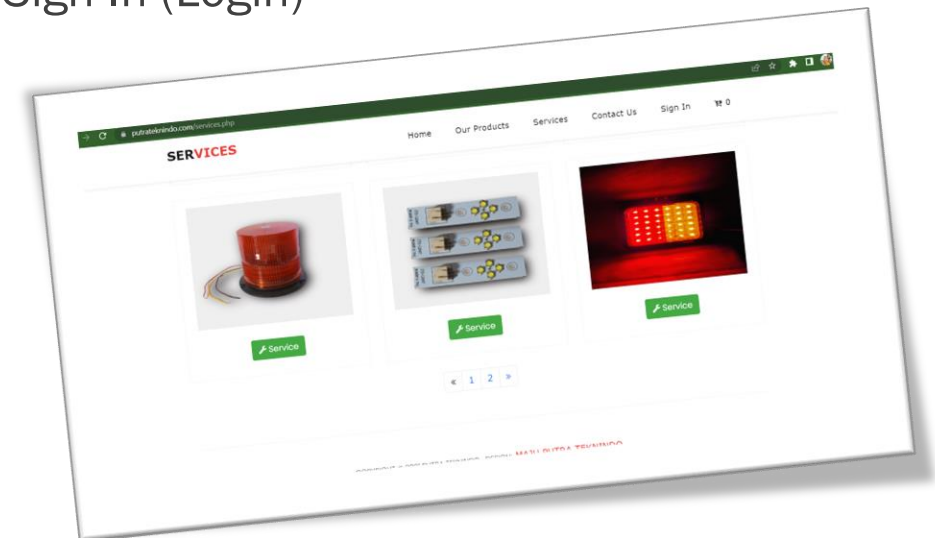 Sign In (Login)
putrateknindo.com/services.php
SERVICES
Home Our Products Services Contact Us Sign In 0
Service
Service
Service
« 1 2 »
MAJU PUTRA TEKNINDO